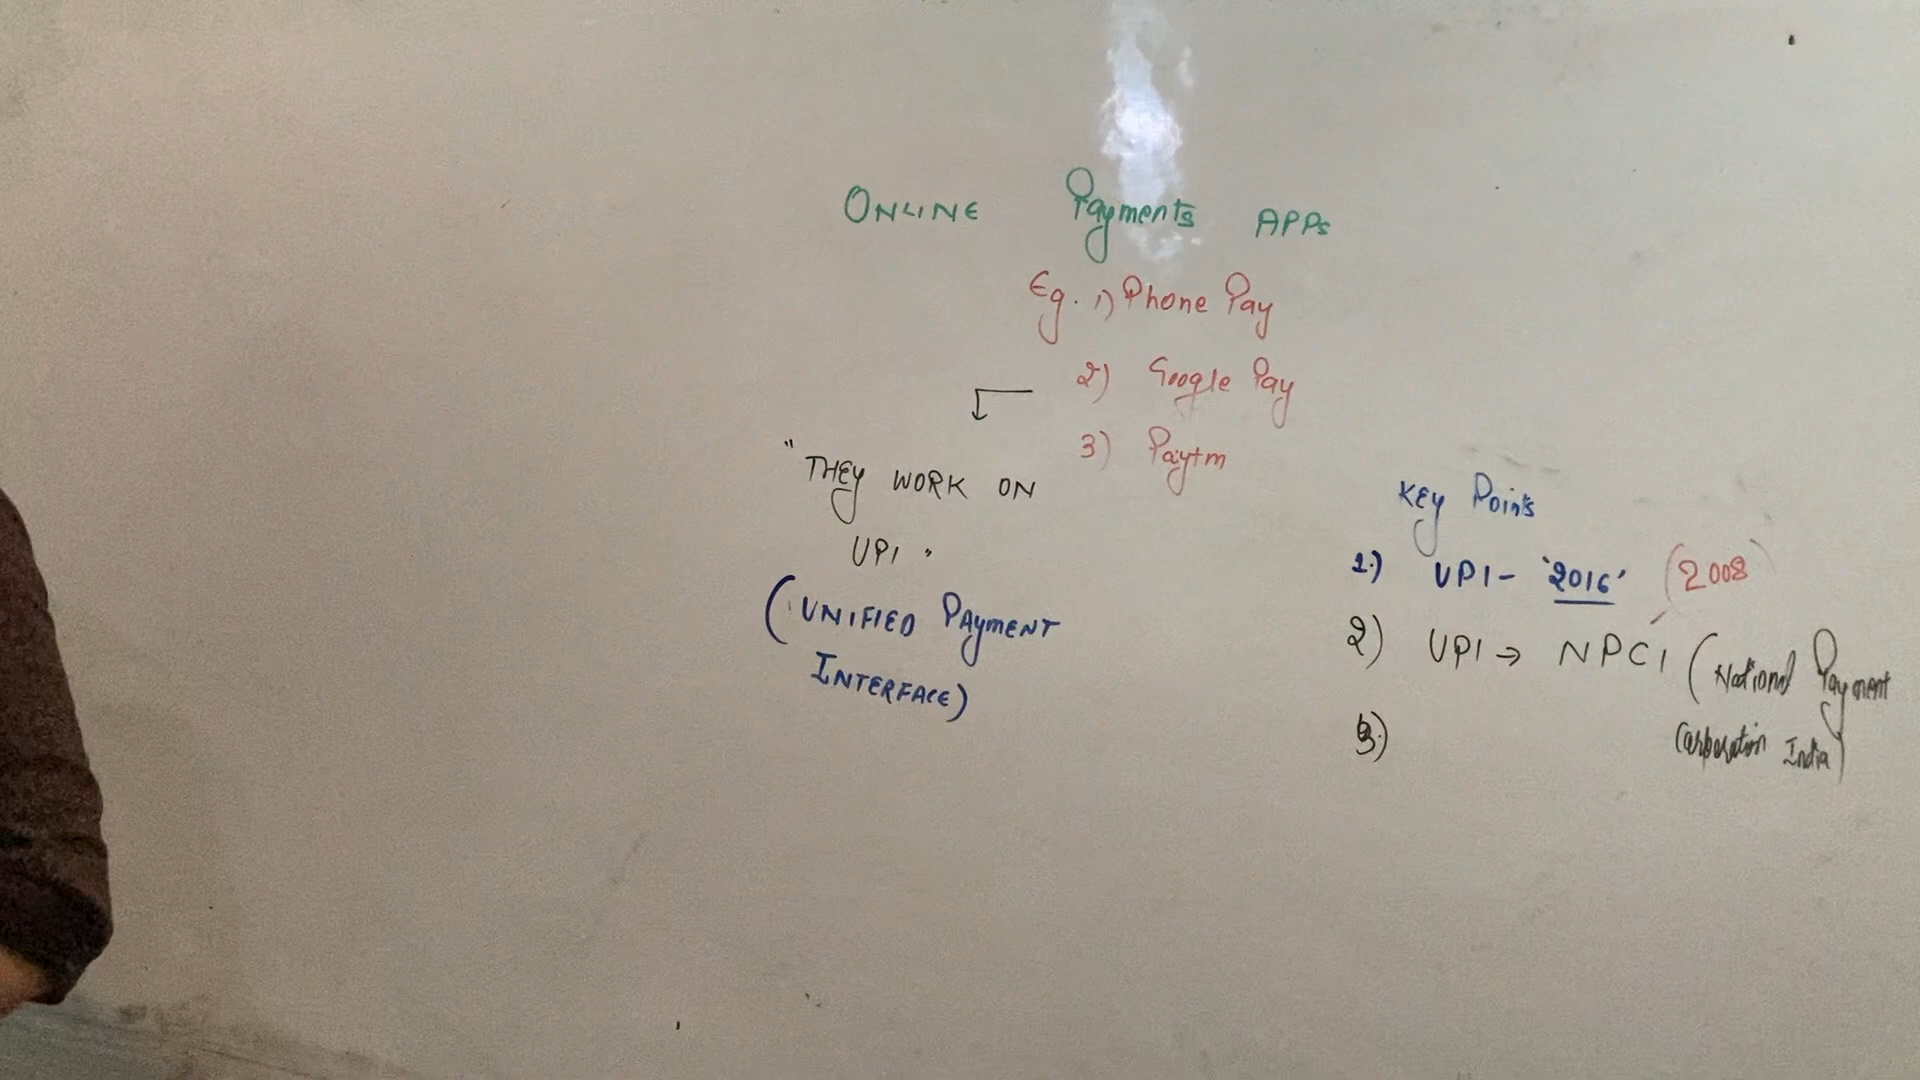 ONLINE Payments APPs
Eg. 1) Phone Pay
2) Google Pay
3) Paytm
"THEY WORK ON
UPI"
(UNIFIED PAYMENT
INTERFACE)
KEY Points
1.) UPI - '2016' (2008)
2) UPI → NPCI (National Payment
Corporation India)
3)